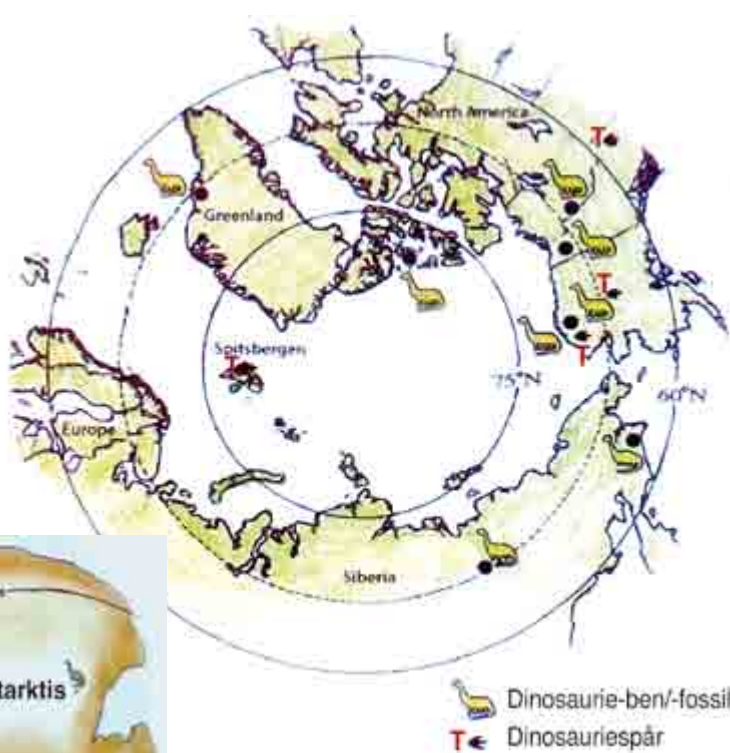 North America
T
Greenland
T
Spitsbergen
T
75°N
T
60°N
Europe
Siberia
tarktis
Dinosaurie-ben/-fossil
T Dinosauriespår